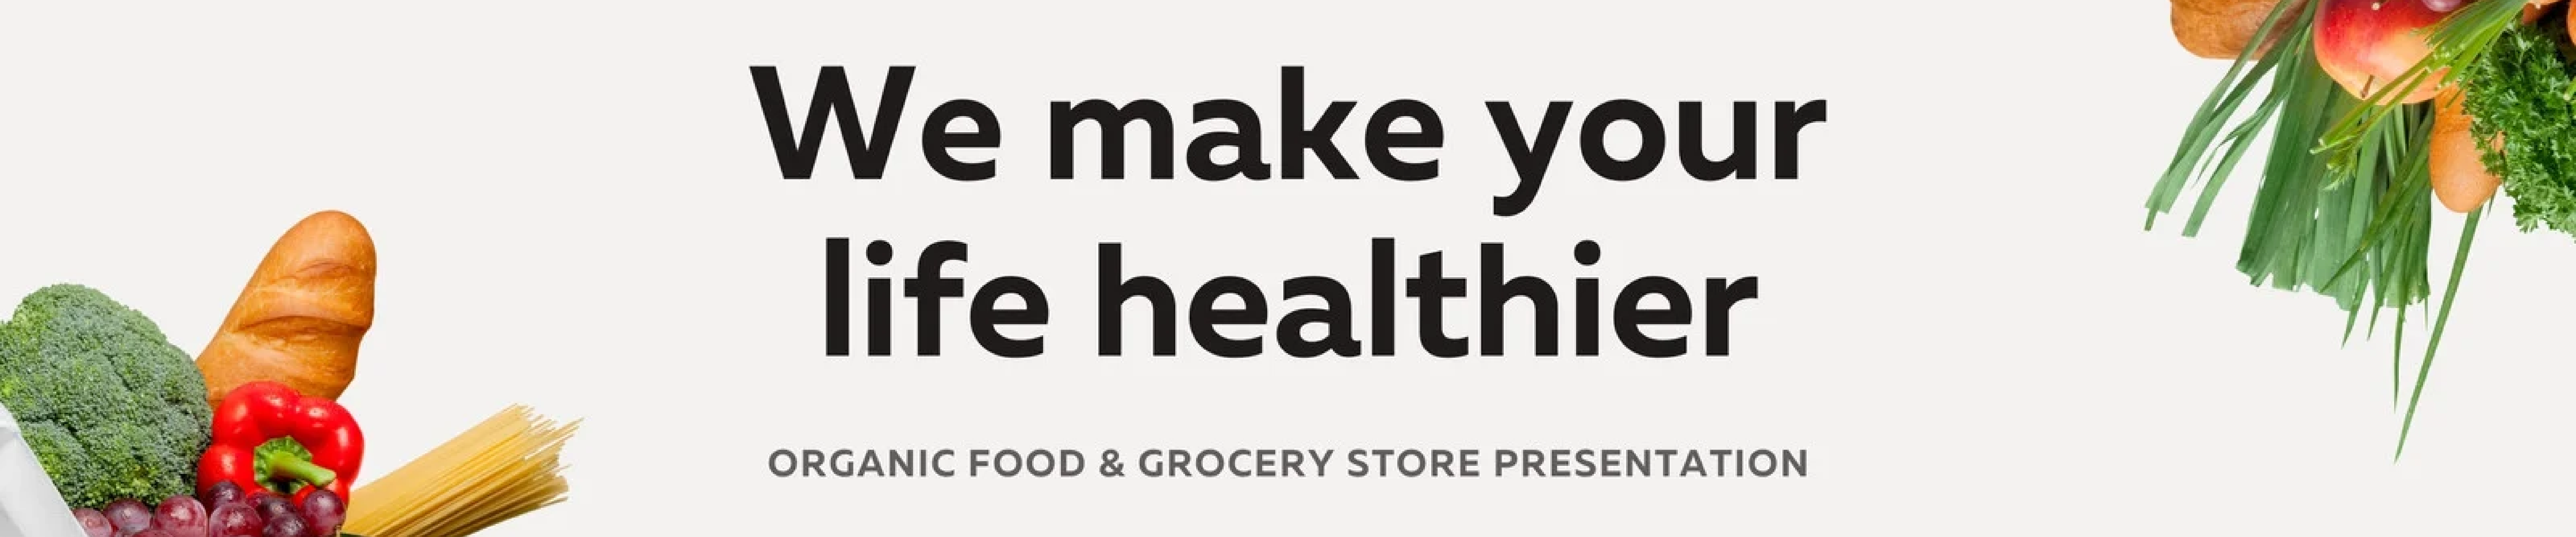 We make your
life healthier
ORGANIC FOOD & GROCERY STORE PRESENTATION